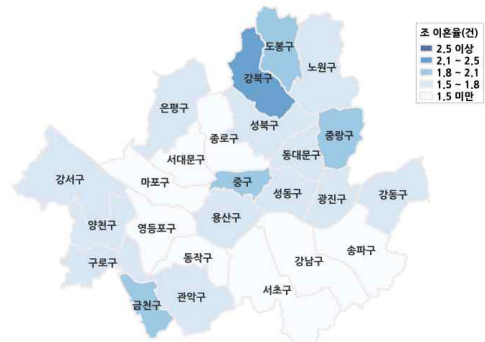 조 이혼율(건)
2.5 이상
2.1 ~ 2.5
1.8 ~ 2.1
1.5 ~ 1.8
1.5 미만
도봉구
노원구
강북구
은평구
성북구
종로구
중랑구
서대문구
동대문구
강서구
마포구
중구
성동구
광진구
강동구
양천구
영등포구
용산구
구로구
동작구
강남구
송파구
금천구
관악구
서초구